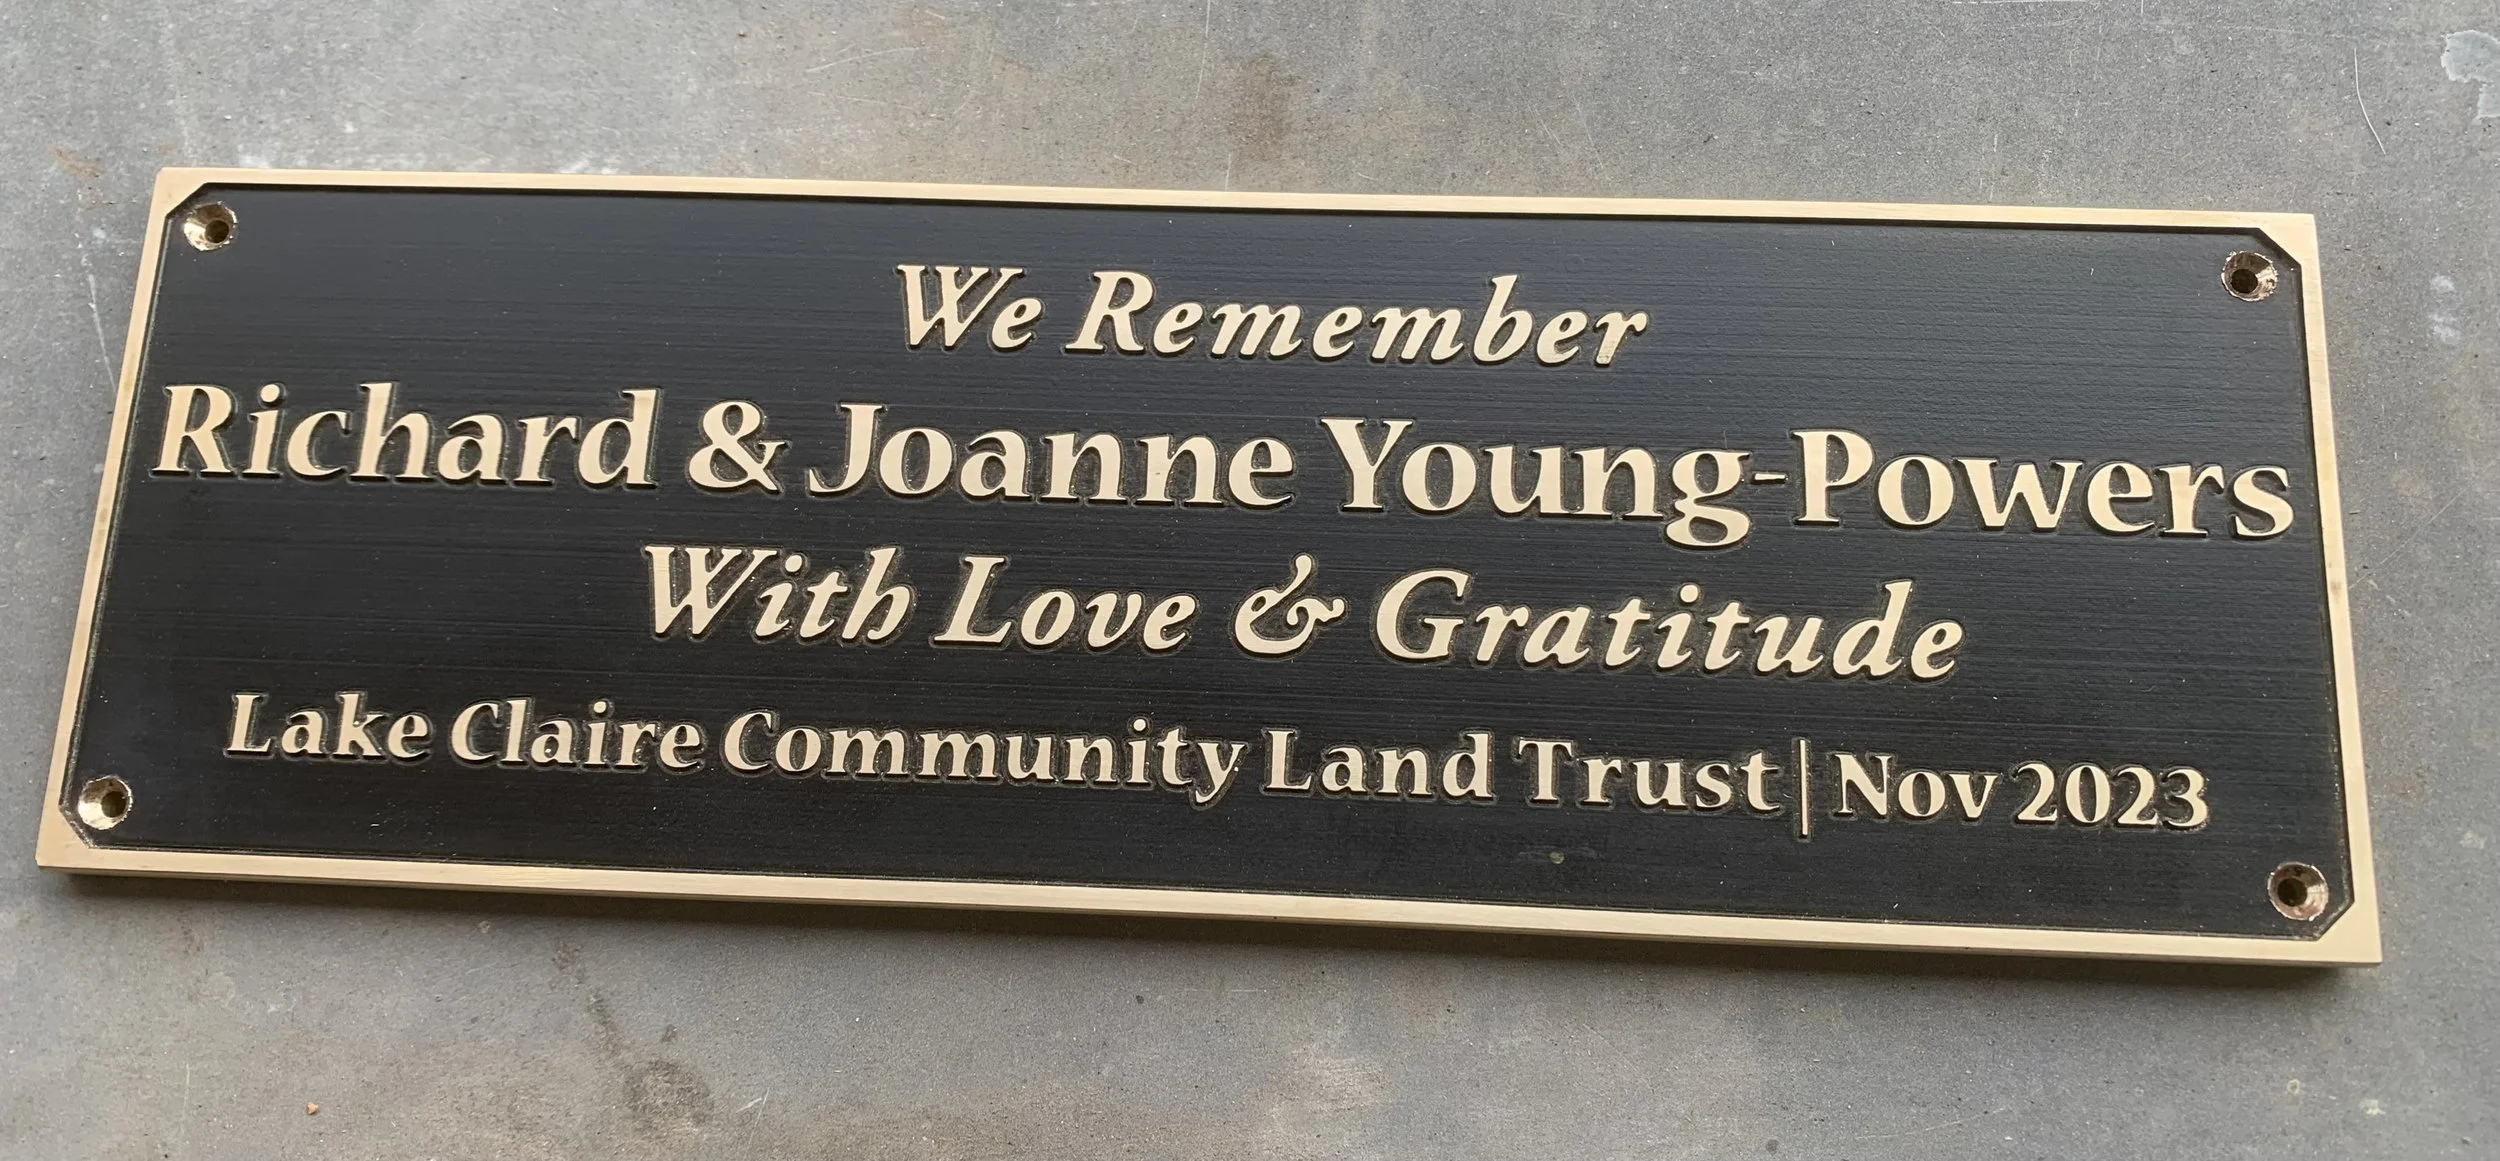 We Remember
Richard & Joanne Young-Powers
With Love & Gratitude
Lake Claire Community Land Trust | Nov 2023